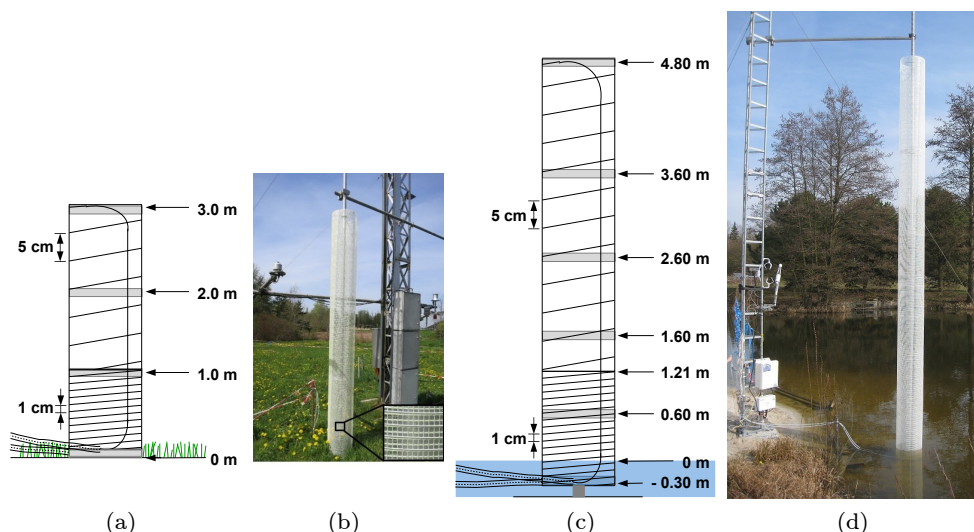 3.0 m
5 cm
2.0 m
1.0 m
1 cm
0 m
4.80 m
3.60 m
5 cm
2.60 m
1.60 m
1.21 m
0.60 m
1 cm
0 m
- 0.30 m
(a)
(b)
(c)
(d)